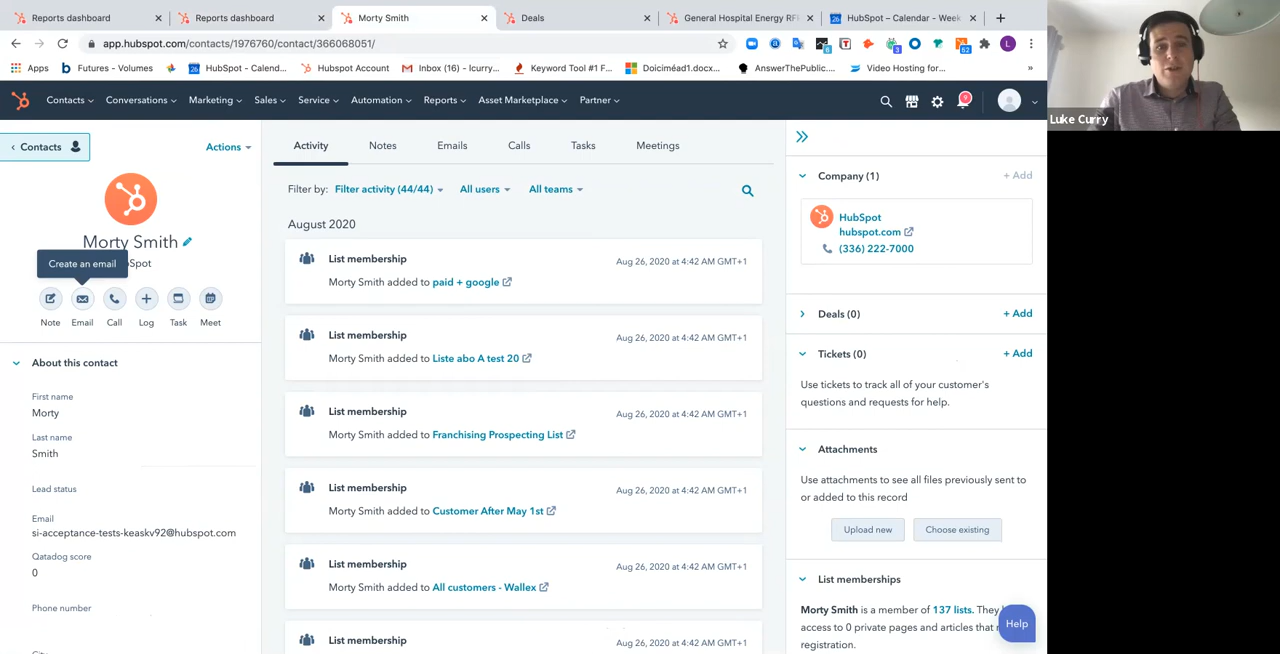 Reports dashboard
Reports dashboard
Morty Smith
Deals
General Hospital Energy RF
HubSpot – Calendar - Week
app.hubspot.com/contacts/1976760/contact/366068051/
Apps
Futures - Volumes
HubSpot - Calend...
Hubspot Account
Inbox (16) - lcurry...
Keyword Tool #1 F...
Doiciméad1.docx...
AnswerThePublic....
Video Hosting for...
Contacts
Conversations
Marketing
Sales
Service
Automation
Reports
Asset Marketplace
Partner
9
Luke Curry
Contacts
Actions
Morty Smith
Create an email
Note
Email
Call
Log
Task
Meet
About this contact
First name
Morty
Last name
Smith
Lead status
Email
si-acceptance-tests-keaskv92@hubspot.com
Qatadog score
0
Phone number
Activity
Notes
Emails
Calls
Tasks
Meetings
Filter by: Filter activity (44/44) All users All teams
August 2020
List membership
Aug 26, 2020 at 4:42 AM GMT+1
Morty Smith added to paid + google
List membership
Aug 26, 2020 at 4:42 AM GMT+1
Morty Smith added to Liste abo A test 20
List membership
Aug 26, 2020 at 4:42 AM GMT+1
Morty Smith added to Franchising Prospecting List
List membership
Aug 26, 2020 at 4:42 AM GMT+1
Morty Smith added to Customer After May 1st
List membership
Aug 26, 2020 at 4:42 AM GMT+1
Morty Smith added to All customers - Wallex
List membership
Aug 26, 2020 at 4:42 AM GMT+1
Company (1)
+ Add
HubSpot
hubspot.com
(336) 222-7000
Deals (0)
+ Add
Tickets (0)
+ Add
Use tickets to track all of your customer's
questions and requests for help.
Attachments
Use attachments to see all files previously sent to
or added to this record
Upload new
Choose existing
List memberships
Morty Smith is a member of 137 lists. They
access to 0 private pages and articles that
registration.
Help